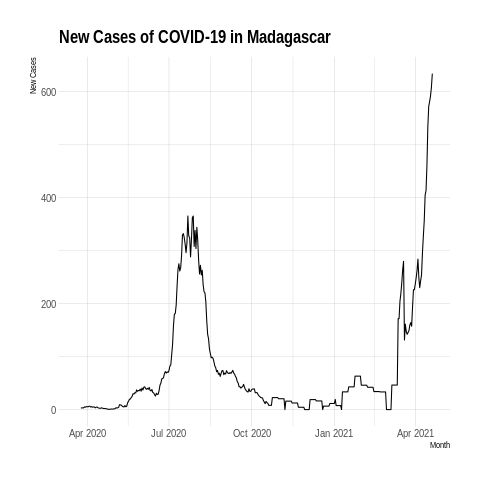 New Cases of COVID-19 in Madagascar
New Cases
600
400
200
0
Apr 2020 Jul 2020 Oct 2020 Jan 2021 Apr 2021
Month